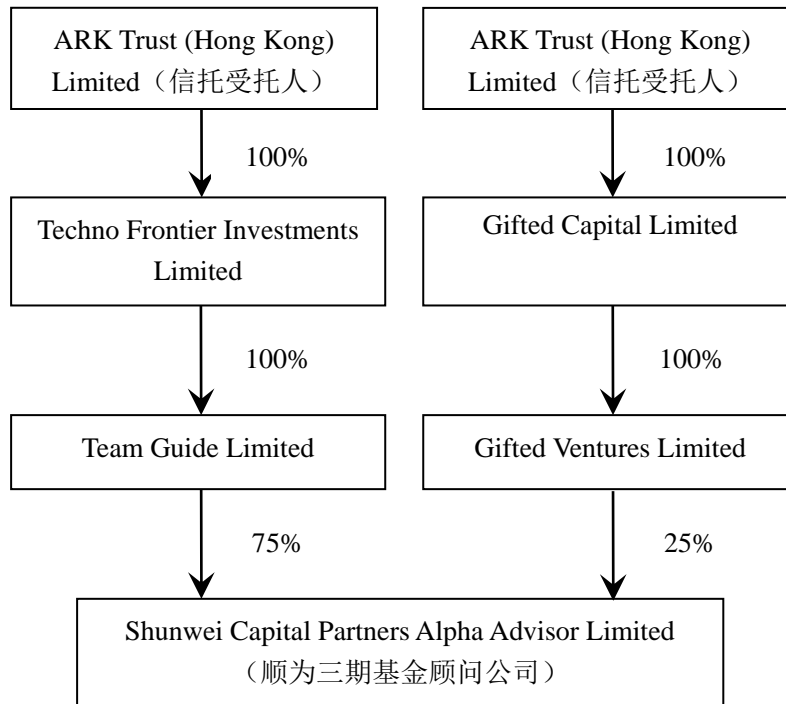 ARK Trust (Hong Kong)
Limited（信托受托人）
ARK Trust (Hong Kong)
Limited（信托受托人）
100%
100%
Techno Frontier Investments
Limited
Gifted Capital Limited
100%
100%
Team Guide Limited
Gifted Ventures Limited
75%
25%
Shunwei Capital Partners Alpha Advisor Limited
（顺为三期基金顾问公司）